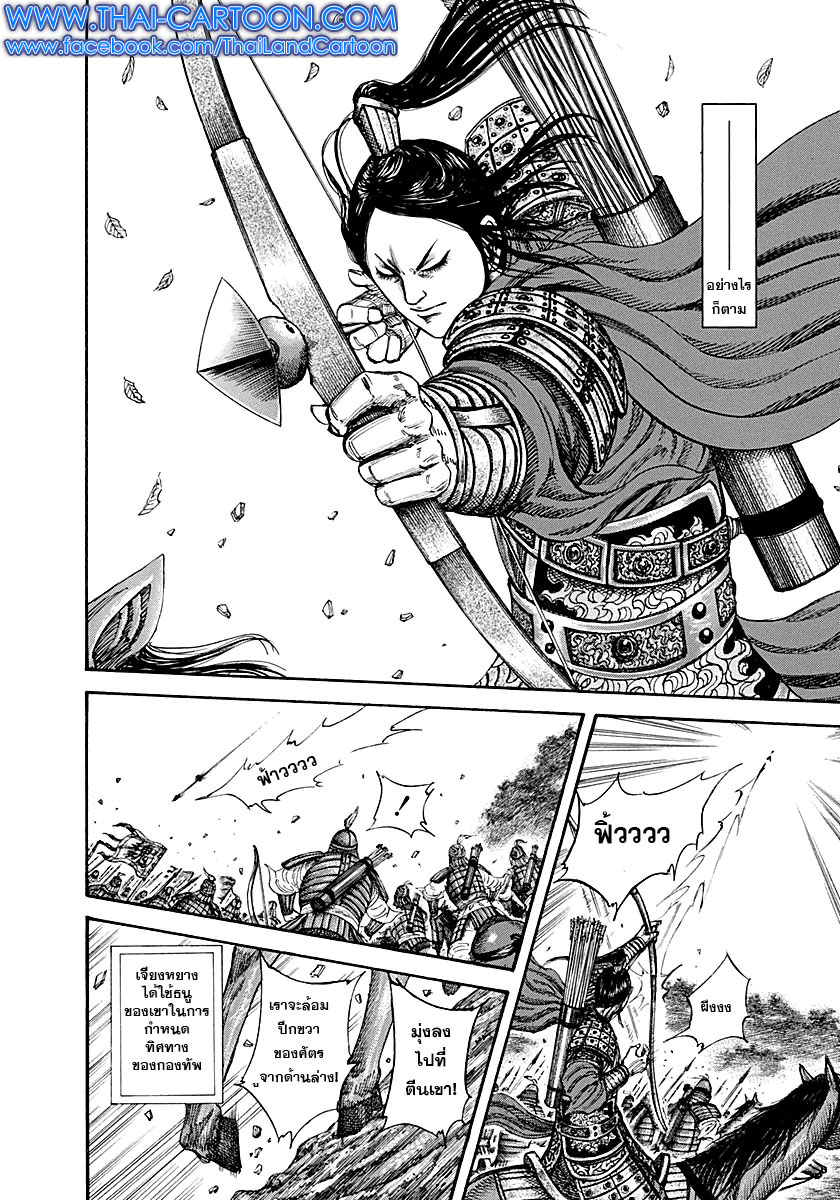 WWW.THAI-CARTOON.COM
www.facebook.com/ThaiLandCartoon
อย่างไร
ก็ตาม
ฟิ้วววว
ผึงงง
ฟ้าวววว
!
มุ่งลง
ไปที่
ตีนเขา!
เราจะล้อม
ปีกขวา
ของศัตร
ูจากด้านล่าง!
เจียงหยาง
ได้ใช้ธนู
ของเขาในการ
กำหนด
ทิศทาง
ของกองทัพ